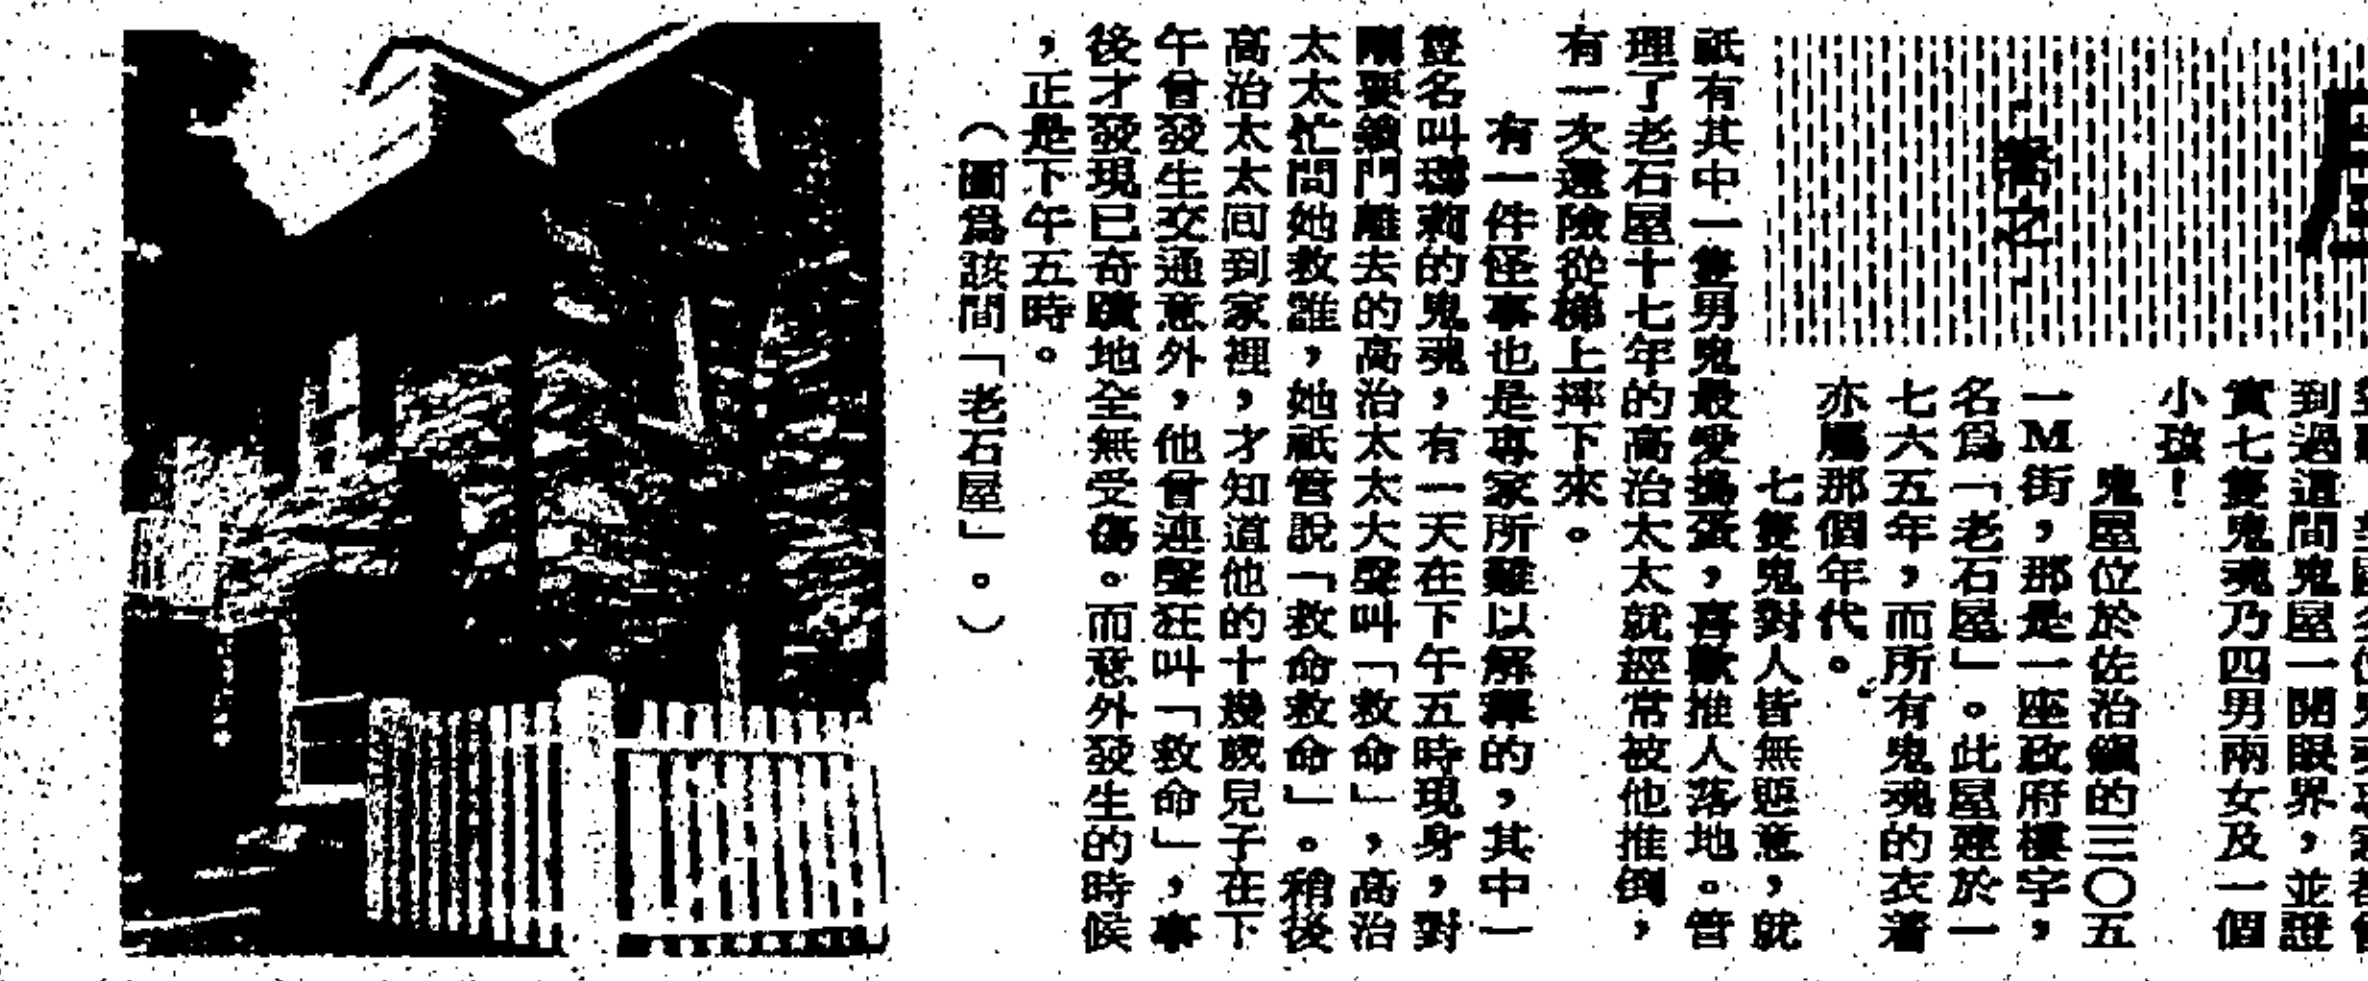 到過這間鬼屋一開眼界，並證
實七隻鬼魂乃四男兩女及一個
小孩！
鬼屋位於佐治鎮的三〇五
一M街，那是一座政府樓宇，
名爲「老石屋」。此屋建於一
七六五年，而所有鬼魂的衣着
亦屬那個年代。
七隻鬼對人皆無惡意，就
祇有其中一隻男鬼最愛搗蛋，喜歡推人落地。管
理了老石屋十七年的高治太太就經常被他推倒，
有一次還險從梯上摔下來。
有一件怪事也是專家所難以解釋的，其中一
隻名叫瑪莉的鬼魂，有一天在下午五時現身，對
剛要鎖門離去的高治太太大聲叫「救命」，高治
太太忙問她救誰，她祇管說「救命救命」。稍後
高治太太回到家裡，才知道他的十幾歲兒子在下
午曾發生交通意外，他曾連聲狂叫「救命」，事
後才發現已奇蹟地全無受傷。而意外發生的時候
，正是下午五時。
（圖爲該間「老石屋」。）